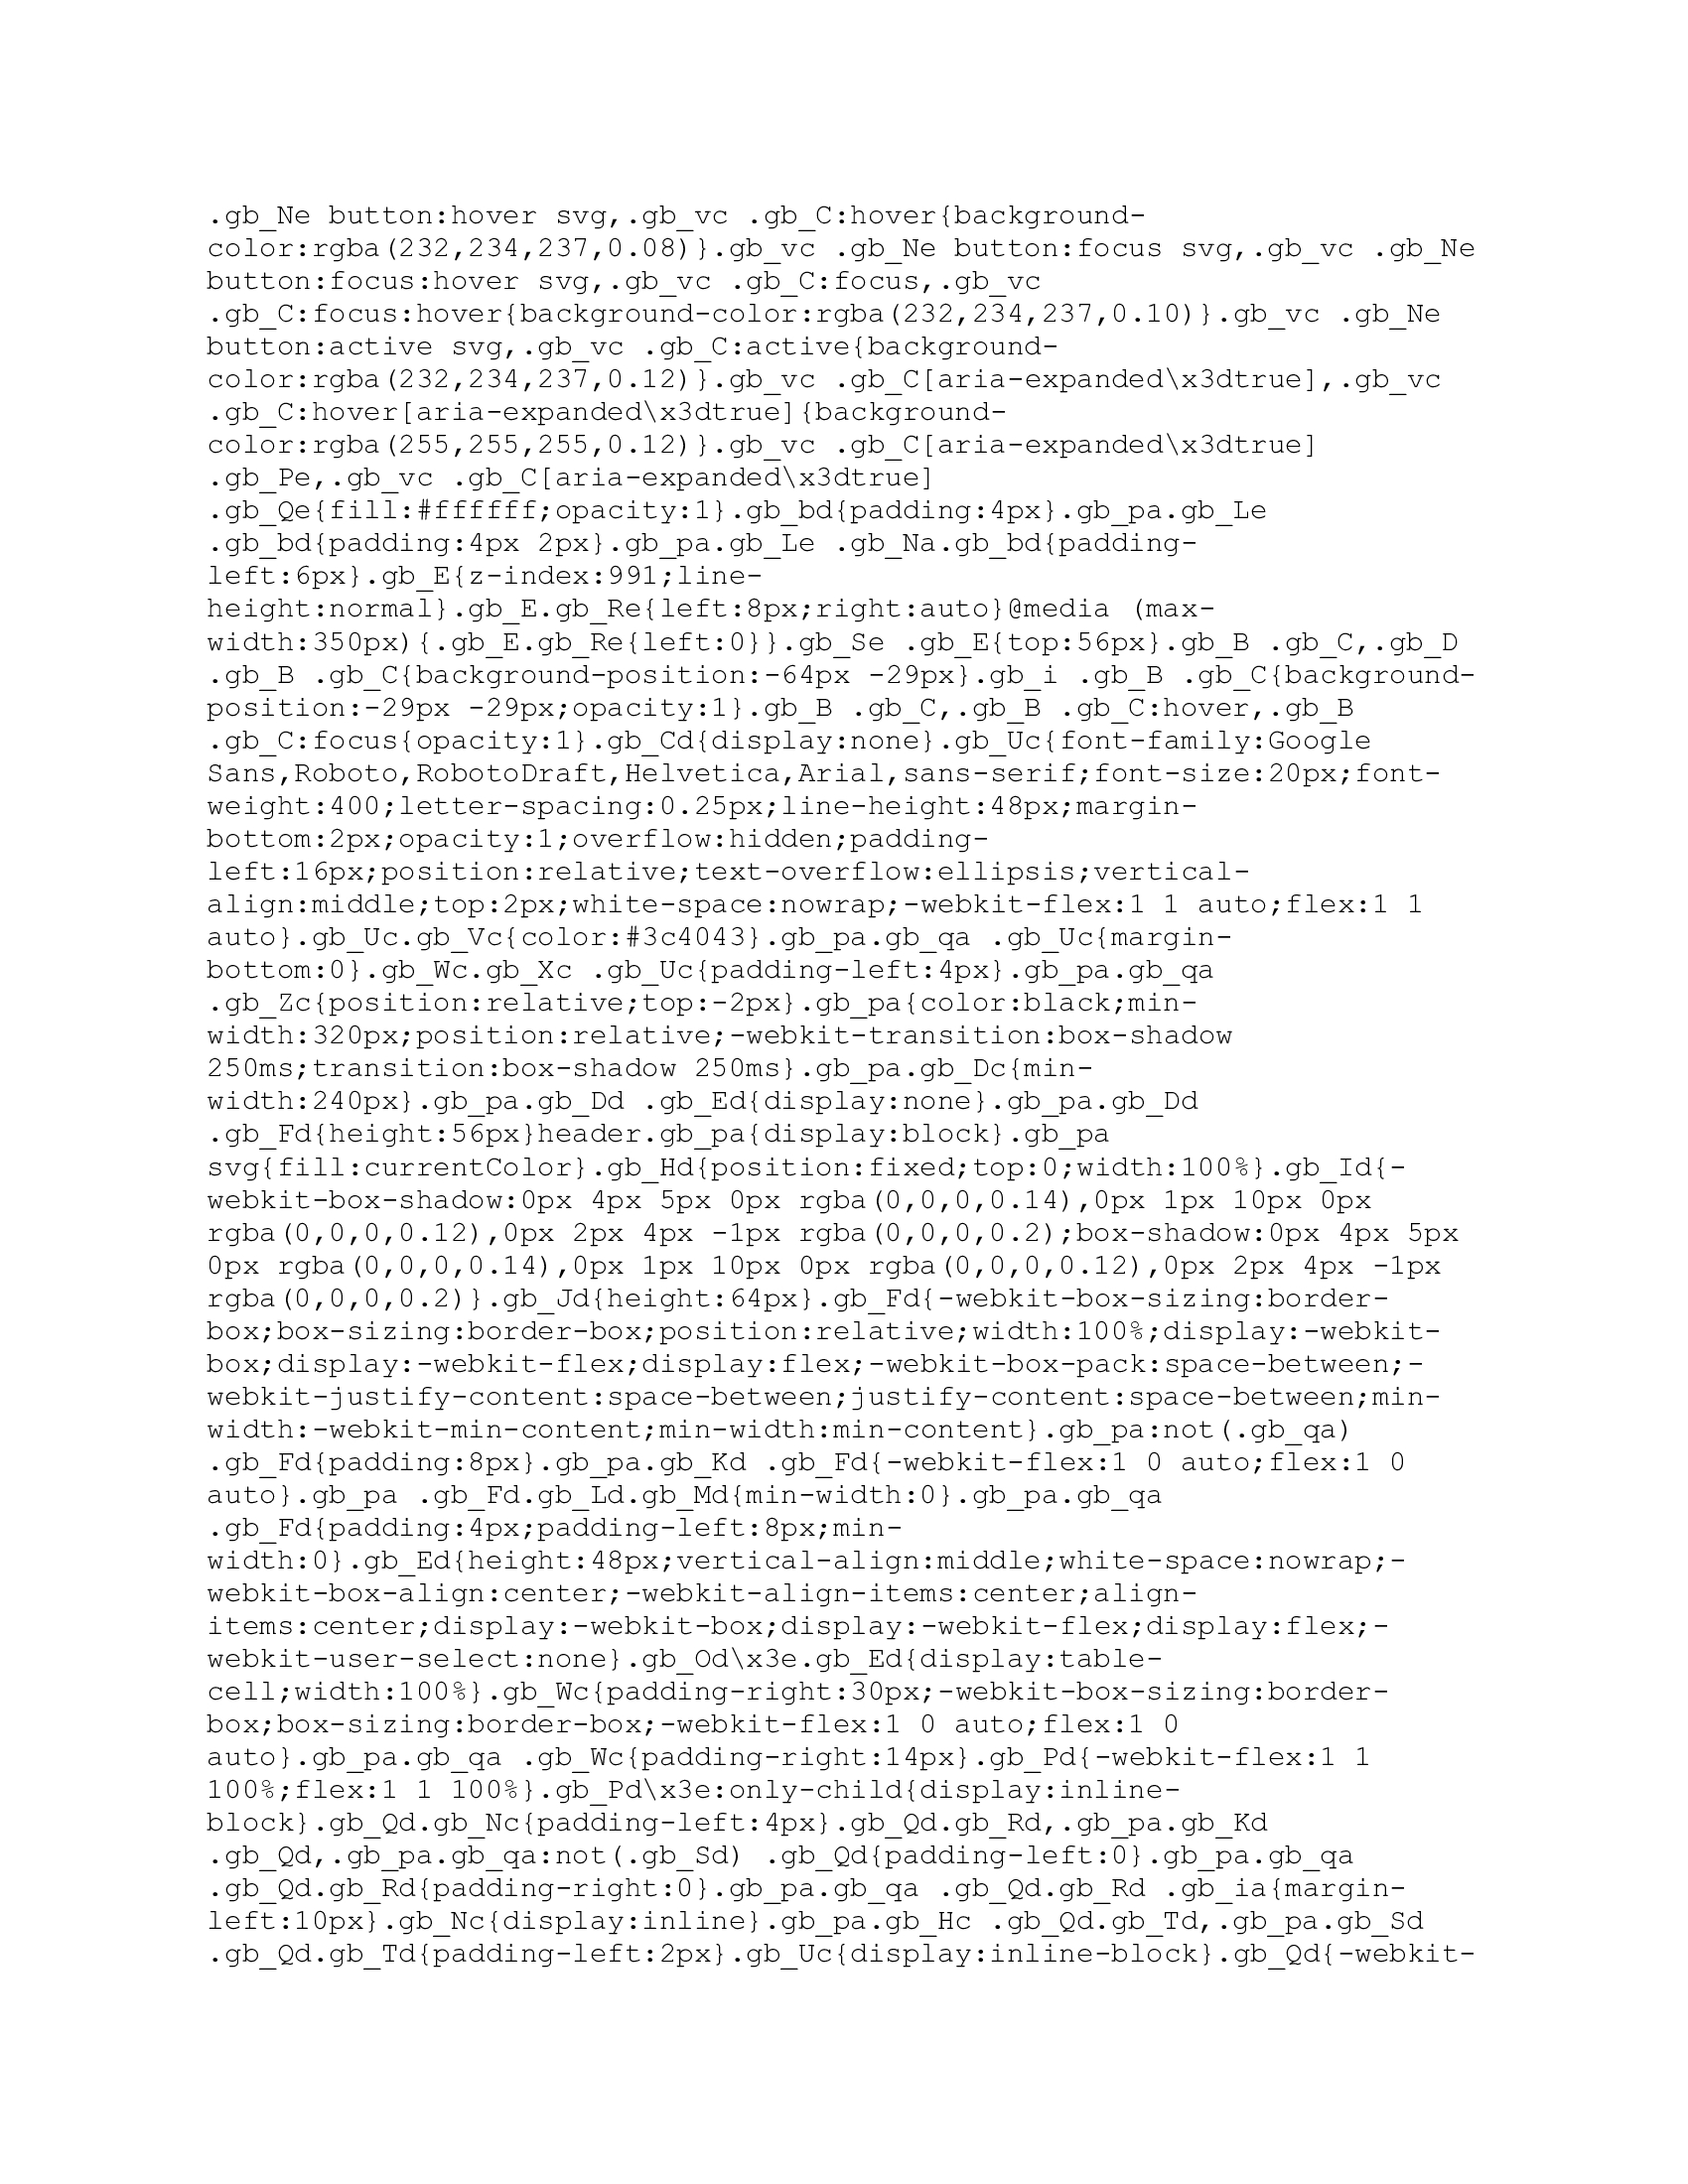 .gb_Ne button:hover svg,.gb_vc .gb_C:hover{background-
color:rgba(232,234,237,0.08)}.gb_vc .gb_Ne button:focus svg,.gb_vc .gb_Ne
button:focus:hover svg,.gb_vc .gb_C:focus,.gb_vc
.gb_C:focus:hover{background-color:rgba(232,234,237,0.10)}.gb_vc .gb_Ne
button:active svg,.gb_vc .gb_C:active{background-
color:rgba(232,234,237,0.12)}.gb_vc .gb_C[aria-expanded\x3dtrue],.gb_vc
.gb_C:hover[aria-expanded\x3dtrue]{background-
color:rgba(255,255,255,0.12)}.gb_vc .gb_C[aria-expanded\x3dtrue]
.gb_Pe,.gb_vc .gb_C[aria-expanded\x3dtrue]
.gb_Qe{fill:#ffffff;opacity:1}.gb_bd{padding:4px}.gb_pa.gb_Le
.gb_bd{padding:4px 2px}.gb_pa.gb_Le .gb_Na.gb_bd{padding-
left:6px}.gb_E{z-index:991;line-
height:normal}.gb_E.gb_Re{left:8px;right:auto}@media (max-
width:350px){.gb_E.gb_Re{left:0}}.gb_Se .gb_E{top:56px}.gb_B .gb_C,.gb_D
.gb_B .gb_C{background-position:-64px -29px}.gb_i .gb_B .gb_C{background-
position:-29px -29px;opacity:1}.gb_B .gb_C,.gb_B .gb_C:hover,.gb_B
.gb_C:focus{opacity:1}.gb_Cd{display:none}.gb_Uc{font-family:Google
Sans,Roboto,RobotoDraft,Helvetica,Arial,sans-serif;font-size:20px;font-
weight:400;letter-spacing:0.25px;line-height:48px;margin-
bottom:2px;opacity:1;overflow:hidden;padding-
left:16px;position:relative;text-overflow:ellipsis;vertical-
align:middle;top:2px;white-space:nowrap;-webkit-flex:1 1 auto;flex:1 1
auto}.gb_Uc.gb_Vc{color:#3c4043}.gb_pa.gb_qa .gb_Uc{margin-
bottom:0}.gb_Wc.gb_Xc .gb_Uc{padding-left:4px}.gb_pa.gb_qa
.gb_Zc{position:relative;top:-2px}.gb_pa{color:black;min-
width:320px;position:relative;-webkit-transition:box-shadow
250ms;transition:box-shadow 250ms}.gb_pa.gb_Dc{min-
width:240px}.gb_pa.gb_Dd .gb_Ed{display:none}.gb_pa.gb_Dd
.gb_Fd{height:56px}header.gb_pa{display:block}.gb_pa
svg{fill:currentColor}.gb_Hd{position:fixed;top:0;width:100%}.gb_Id{-
webkit-box-shadow:0px 4px 5px 0px rgba(0,0,0,0.14),0px 1px 10px 0px
rgba(0,0,0,0.12),0px 2px 4px -1px rgba(0,0,0,0.2);box-shadow:0px 4px 5px
0px rgba(0,0,0,0.14),0px 1px 10px 0px rgba(0,0,0,0.12),0px 2px 4px -1px
rgba(0,0,0,0.2)}.gb_Jd{height:64px}.gb_Fd{-webkit-box-sizing:border-
box;box-sizing:border-box;position:relative;width:100%;display:-webkit-
box;display:-webkit-flex;display:flex;-webkit-box-pack:space-between;-
webkit-justify-content:space-between;justify-content:space-between;min-
width:-webkit-min-content;min-width:min-content}.gb_pa:not(.gb_qa)
.gb_Fd{padding:8px}.gb_pa.gb_Kd .gb_Fd{-webkit-flex:1 0 auto;flex:1 0
auto}.gb_pa .gb_Fd.gb_Ld.gb_Md{min-width:0}.gb_pa.gb_qa
.gb_Fd{padding:4px;padding-left:8px;min-
width:0}.gb_Ed{height:48px;vertical-align:middle;white-space:nowrap;-
webkit-box-align:center;-webkit-align-items:center;align-
items:center;display:-webkit-box;display:-webkit-flex;display:flex;-
webkit-user-select:none}.gb_Od\x3e.gb_Ed{display:table-
cell;width:100%}.gb_Wc{padding-right:30px;-webkit-box-sizing:border-
box;box-sizing:border-box;-webkit-flex:1 0 auto;flex:1 0
auto}.gb_pa.gb_qa .gb_Wc{padding-right:14px}.gb_Pd{-webkit-flex:1 1
100%;flex:1 1 100%}.gb_Pd\x3e:only-child{display:inline-
block}.gb_Qd.gb_Nc{padding-left:4px}.gb_Qd.gb_Rd,.gb_pa.gb_Kd
.gb_Qd,.gb_pa.gb_qa:not(.gb_Sd) .gb_Qd{padding-left:0}.gb_pa.gb_qa
.gb_Qd.gb_Rd{padding-right:0}.gb_pa.gb_qa .gb_Qd.gb_Rd .gb_ia{margin-
left:10px}.gb_Nc{display:inline}.gb_pa.gb_Hc .gb_Qd.gb_Td,.gb_pa.gb_Sd
.gb_Qd.gb_Td{padding-left:2px}.gb_Uc{display:inline-block}.gb_Qd{-webkit-